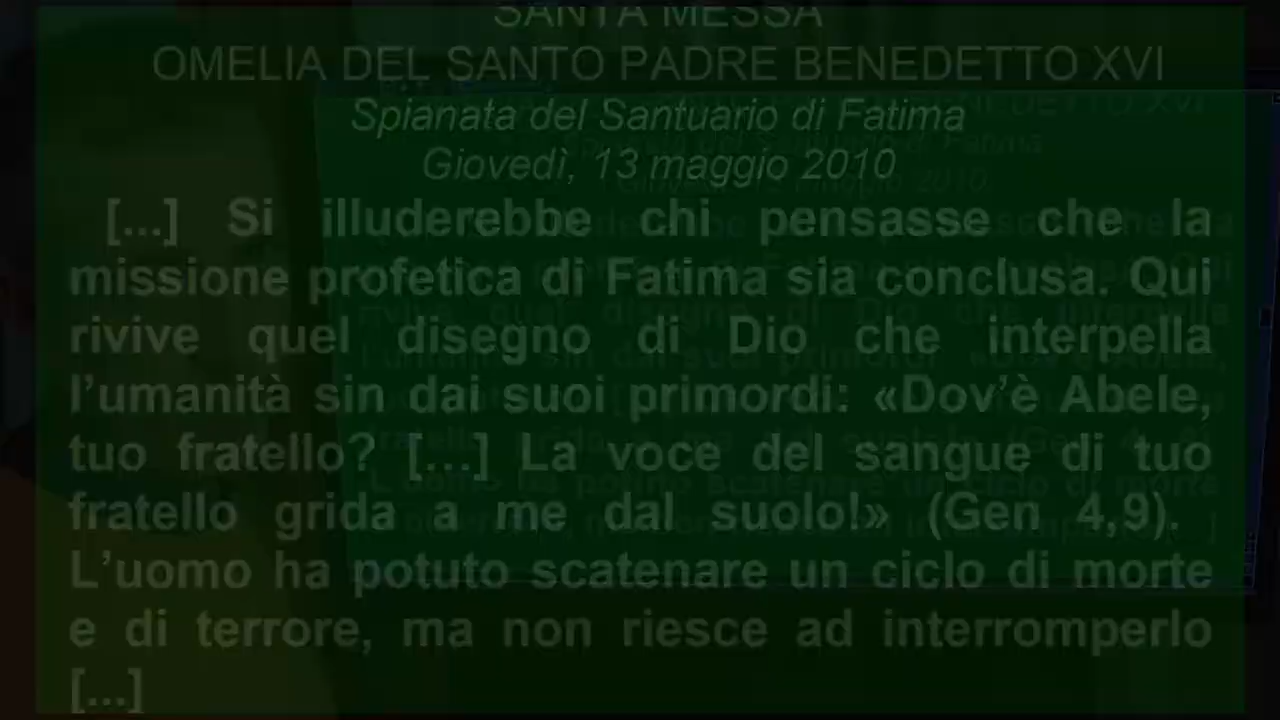 SANTA MESSA
OMELIA DEL SANTO PADRE BENEDETTO XVI
Spianata del Santuario di Fatima
Giovedì, 13 maggio 2010
[...] Si illuderebbe chi pensasse che la
missione profetica di Fatima sia conclusa. Qui
rivive quel disegno di Dio che interpella
l’umanità sin dai suoi primordi: «Dov’è Abele,
tuo fratello? [...] La voce del sangue di tuo
fratello grida a me dal suolo!» (Gen 4,9).
L’uomo ha potuto scatenare un ciclo di morte
e di terrore, ma non riesce ad interromperlo
[...]